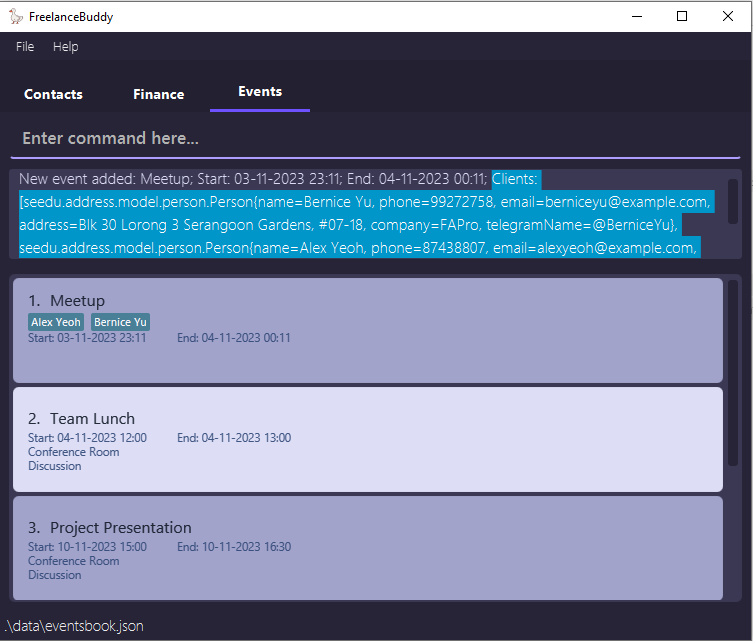 FreelanceBuddy
File Help
Contacts Finance Events
Enter command here...
New event added: Meetup; Start: 03-11-2023 23:11; End: 04-11-2023 00:11; Clients:
[seedu.address.model.person.Person{name=Bernice Yu, phone=99272758, email=berniceyu@example.com,
address=Blk 30 Lorong 3 Serangoon Gardens, #07-18, company=FAPro, telegramName=@BerniceYu},
seedu.address.model.person.Person{name=Alex Yeoh, phone=87438807, email=alexyeoh@example.com,
1. Meetup
Alex Yeoh Bernice Yu
Start: 03-11-2023 23:11 End: 04-11-2023 00:11
2. Team Lunch
Start: 04-11-2023 12:00 End: 04-11-2023 13:00
Conference Room
Discussion
3. Project Presentation
Start: 10-11-2023 15:00 End: 10-11-2023 16:30
Conference Room
Discussion
.\data\eventsbook.json